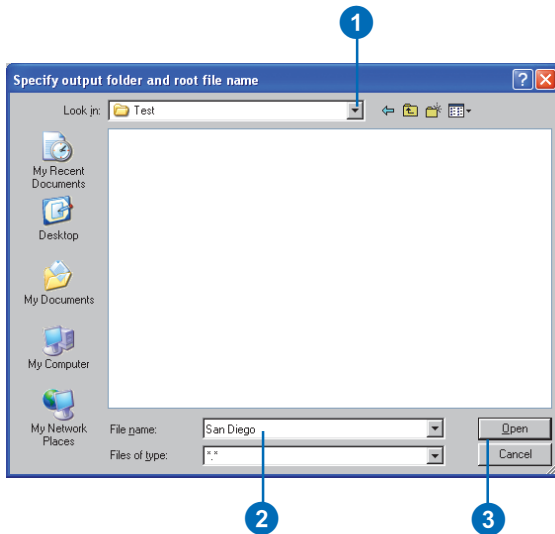 1
Specify output folder and root file name
Look in: Test
My Recent
Documents
Desktop
My Documents
My Computer
My Network
Places
File name: San Diego Open
Files of type: *.* Cancel
2 3